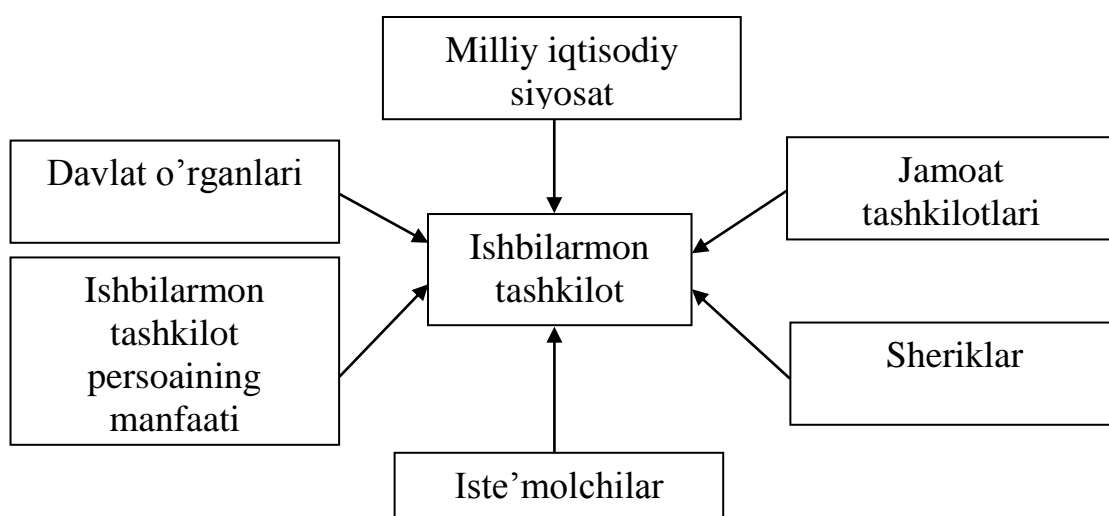 Milliy iqtisodiy
siyosat
Davlat o’rganlari
Jamoat
tashkilotlari
Ishbilarmon
tashkilot
Ishbilarmon
tashkilot
persoaining
manfaati
Sheriklar
Iste’molchilar